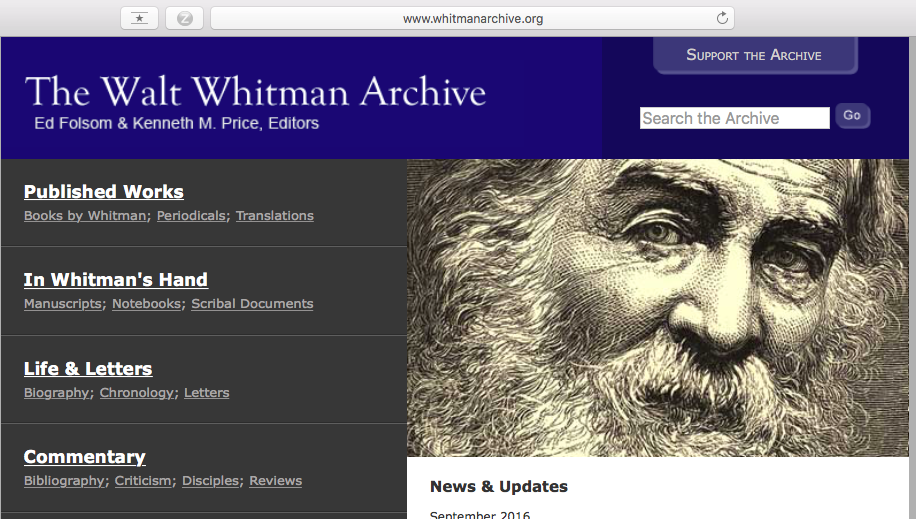 www.whitmanarchive.org
Support the Archive
The Walt Whitman Archive
Ed Folsom & Kenneth M. Price, Editors
Search the Archive
Go
Published Works
Books by Whitman; Periodicals; Translations
In Whitman's Hand
Manuscripts; Notebooks; Scribal Documents
Life & Letters
Biography; Chronology; Letters
Commentary
Bibliography; Criticism; Disciples; Reviews
News & Updates
September 2016